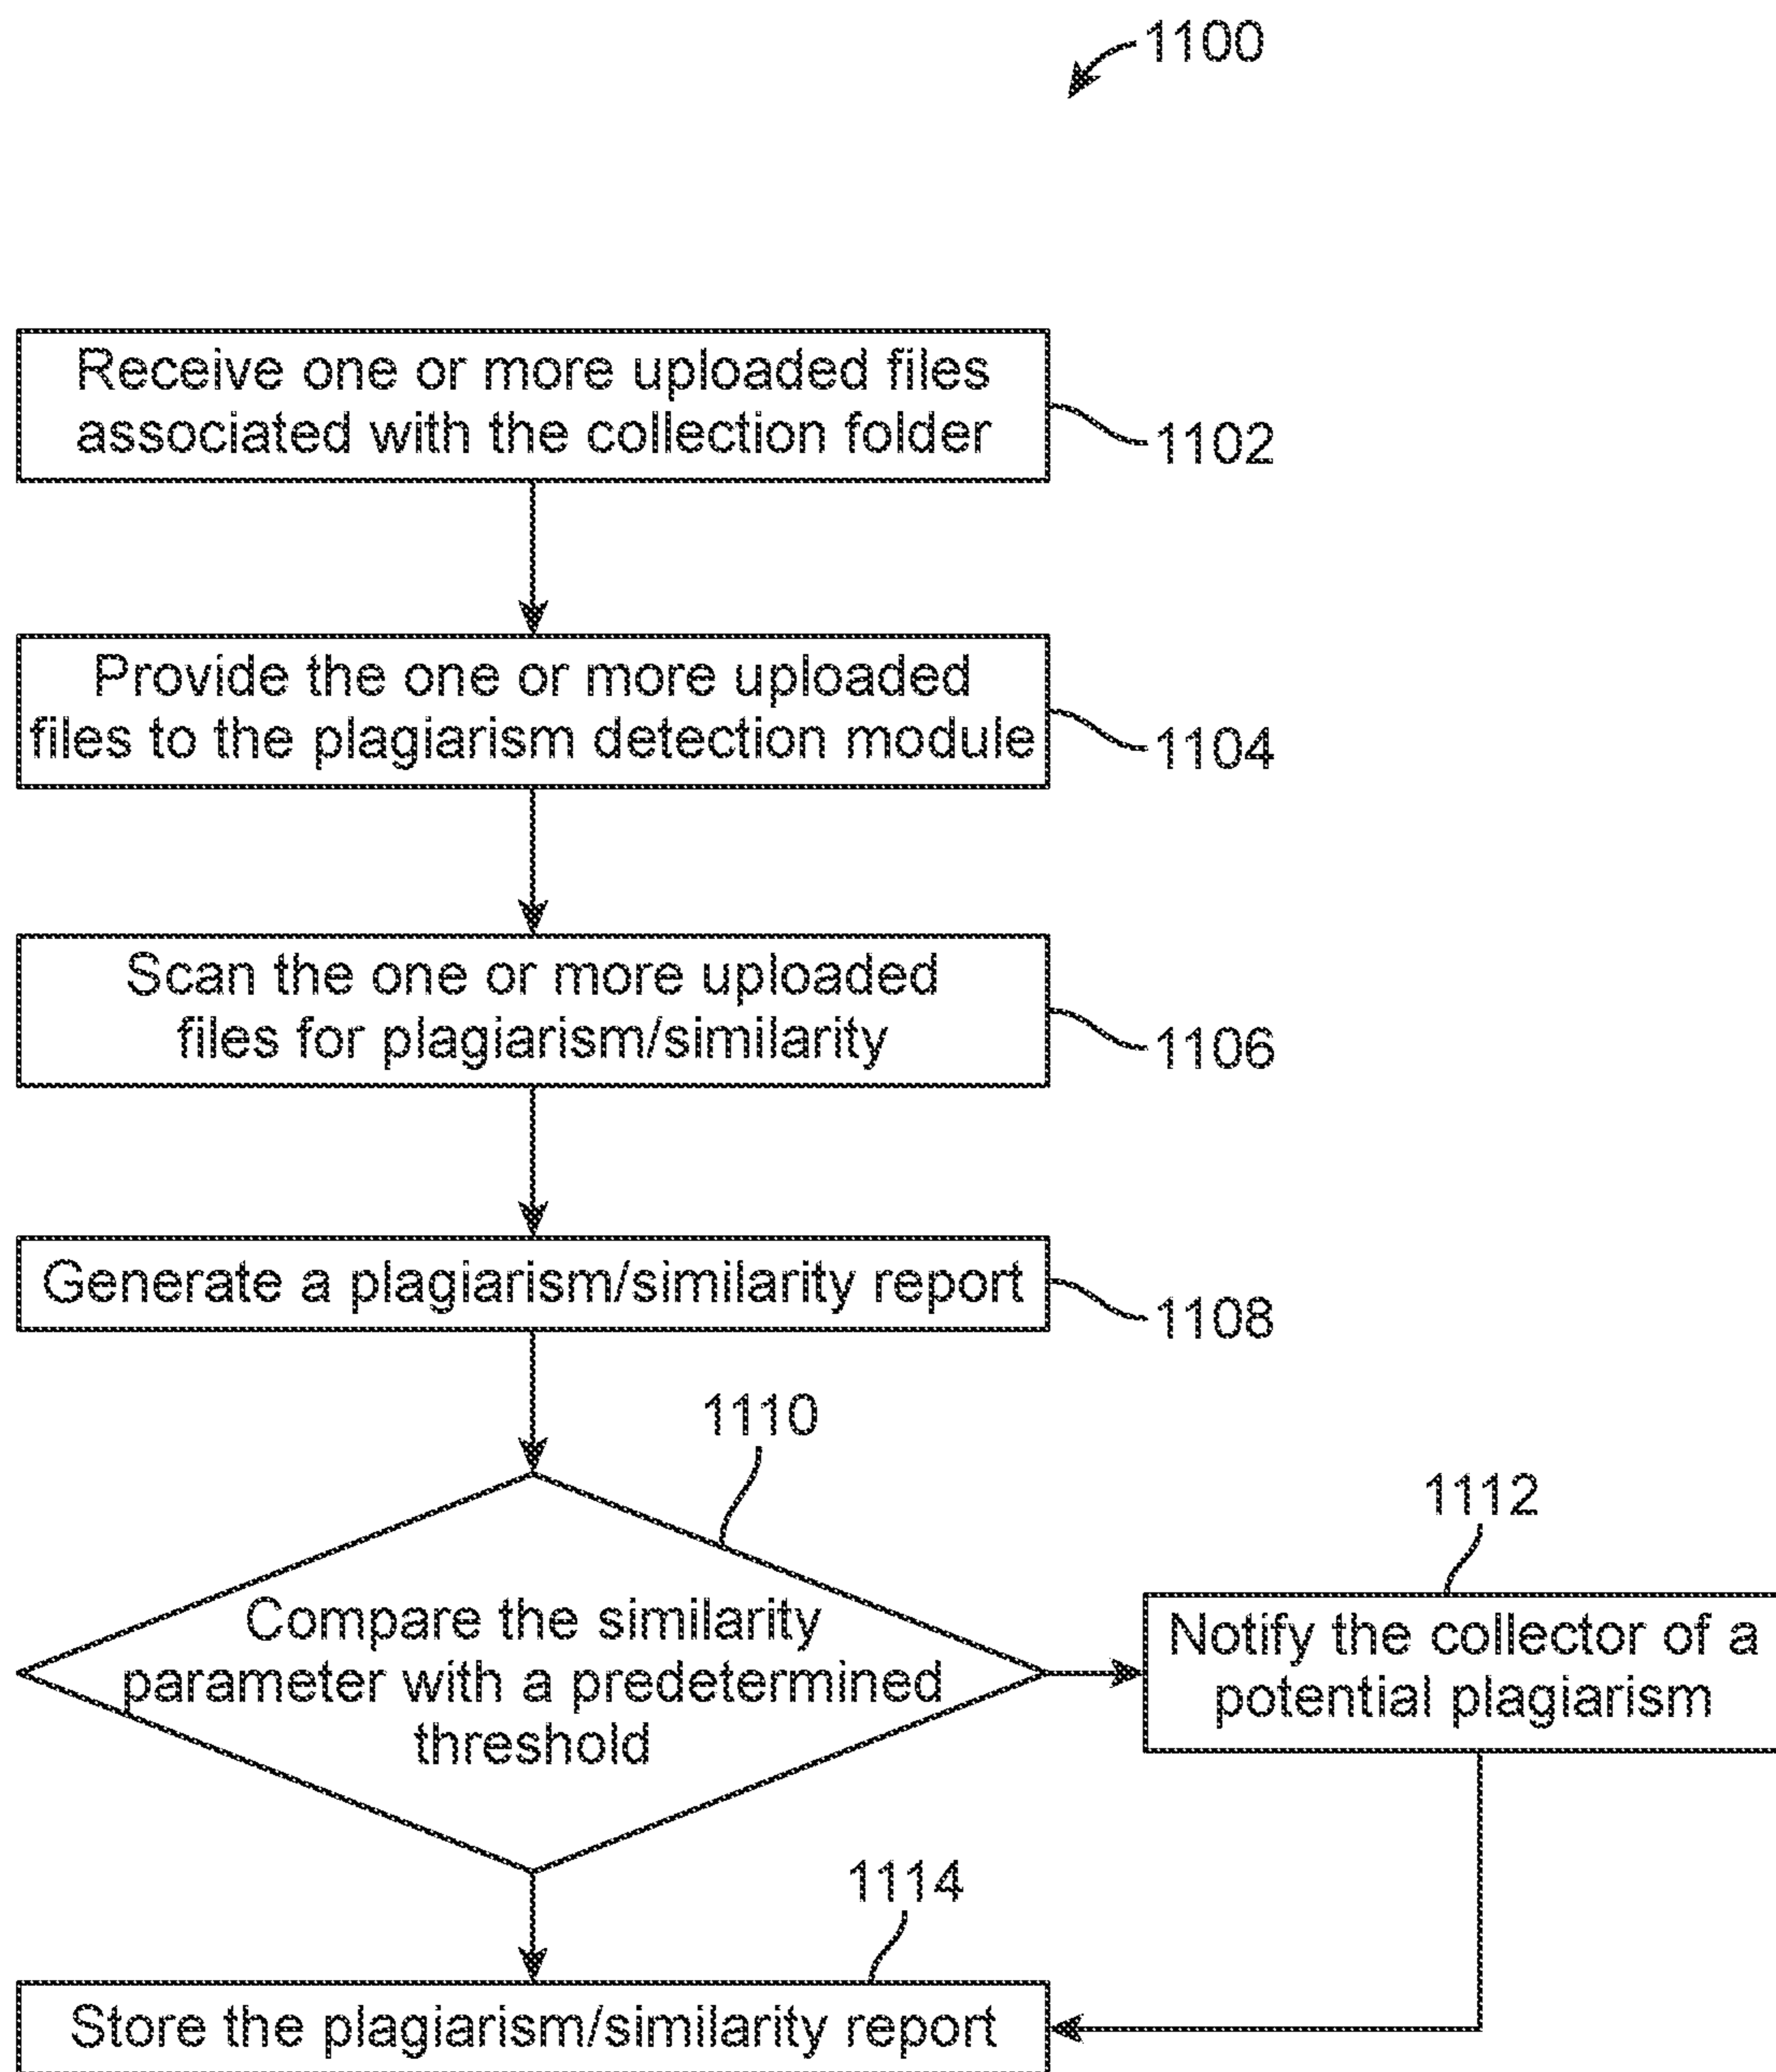 1100
Receive one or more uploaded files
associated with the collection folder
1102
Provide the one or more uploaded
files to the plagiarism detection module
1104
Scan the one or more uploaded
files for plagiarism/similarity
1106
Generate a plagiarism/similarity report
1108
1110
Compare the similarity
parameter with a predetermined
threshold
1112
Notify the collector of a
potential plagiarism
1114
Store the plagiarism/similarity report